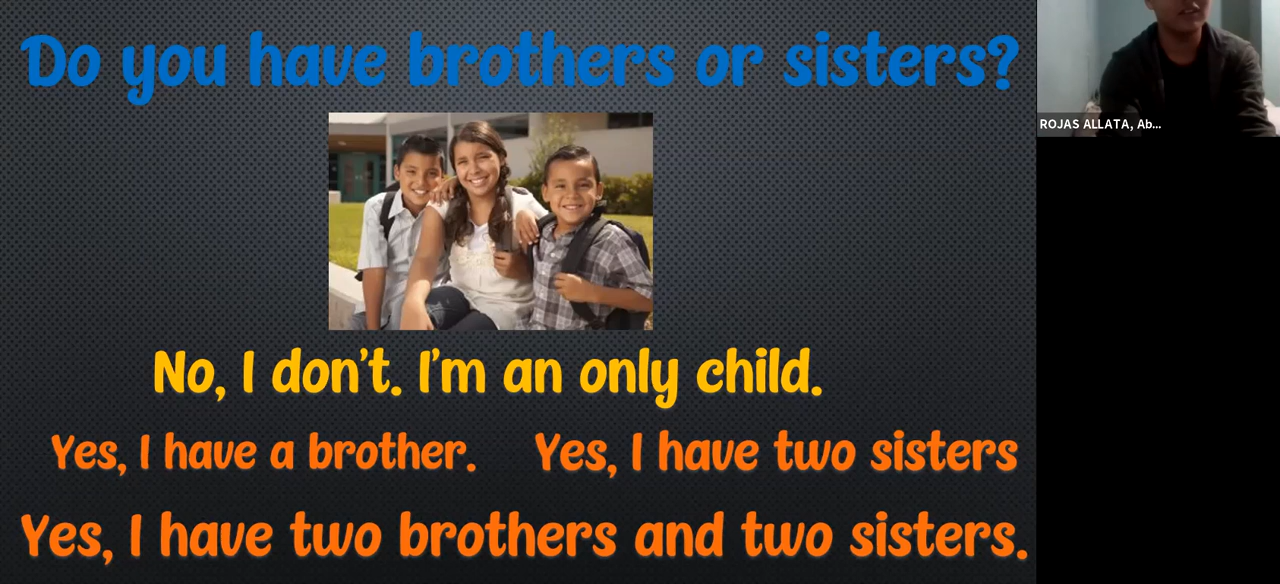 Do you have brothers or sisters?
ROJAS ALLATA, Ab...
No, I don't. I'm an only child.
Yes, I have a brother.
Yes, I have two sisters
Yes, I have two brothers and two sisters.